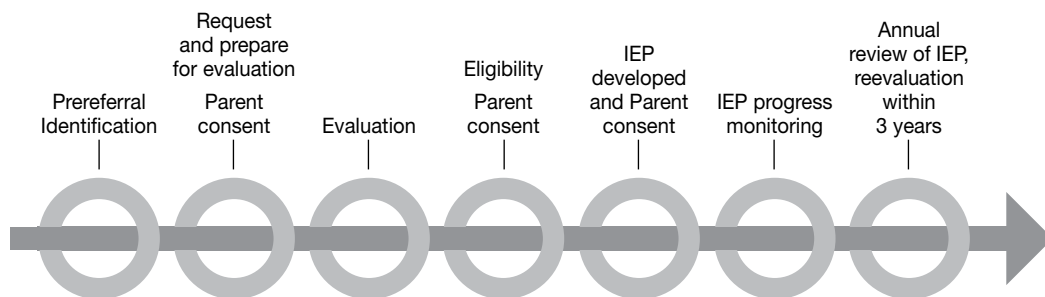 Prereferral
Identification
Request
and prepare
for evaluation
Parent
consent
Evaluation
Eligibility
Parent
consent
IEP
developed
and Parent
consent
IEP progress
monitoring
Annual
review of IEP,
reevaluation
within
3 years